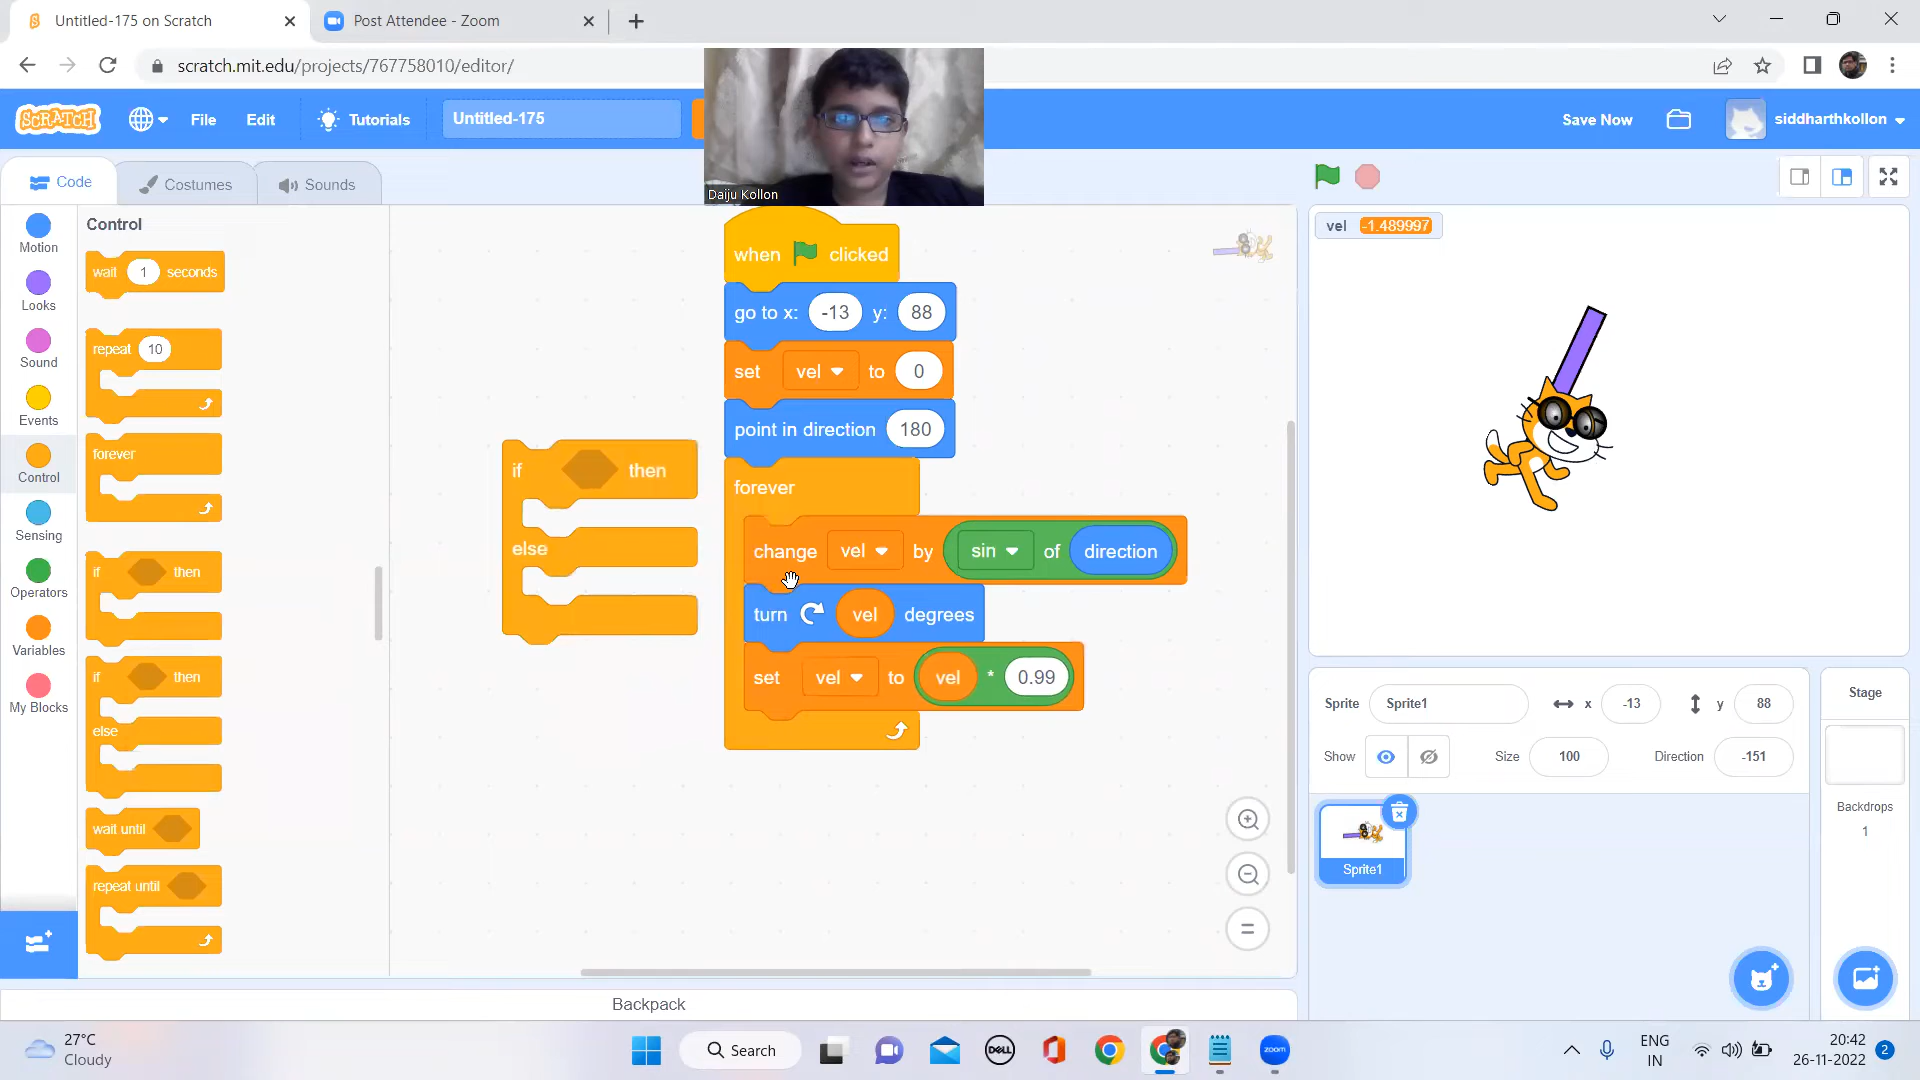 Untitled-175 on Scratch
Post Attendee - Zoom
scratch.mit.edu/projects/767758010/editor/
SCRATCH
File
Edit
Tutorials
Untitled-175
Save Now
siddharthkollon
Daiju Kollon
Code
Costumes
Sounds
Motion
Looks
Sound
Events
Control
Sensing
Operators
Variables
My Blocks
Control
wait 1 seconds
repeat 10
forever
if then
if then
else
wait until
repeat until
if then
else
when clicked
go to x: -13 y: 88
set vel to 0
point in direction 180
forever
change vel by sin of direction
turn vel degrees
set vel to vel * 0.99
Backpack
vel -1.489997
Sprite Sprite1 x -13 y 88
Show Size 100 Direction -151
Sprite1
Stage
Backdrops
1
27°C
Cloudy
Search
DELL
zoom
ENG
IN
20:42
26-11-2022
2